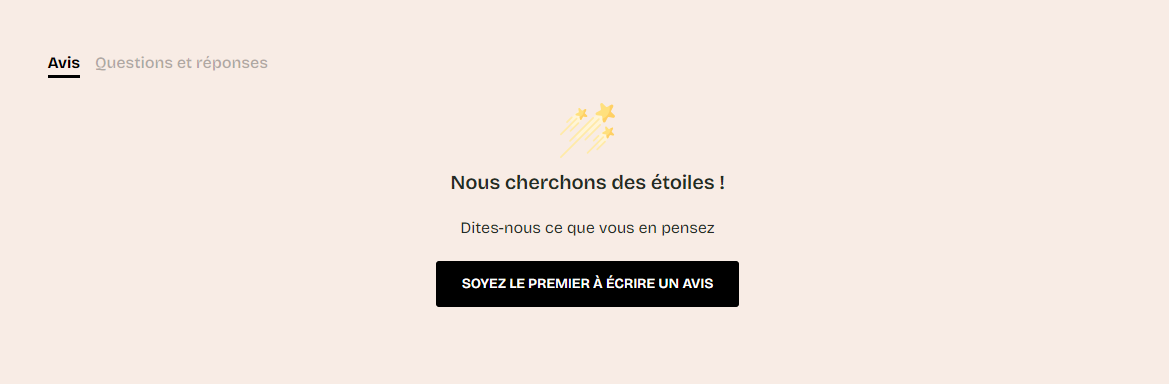 Avis Questions et réponses
Nous cherchons des étoiles !
Dites-nous ce que vous en pensez
SOYEZ LE PREMIER À ÉCRIRE UN AVIS